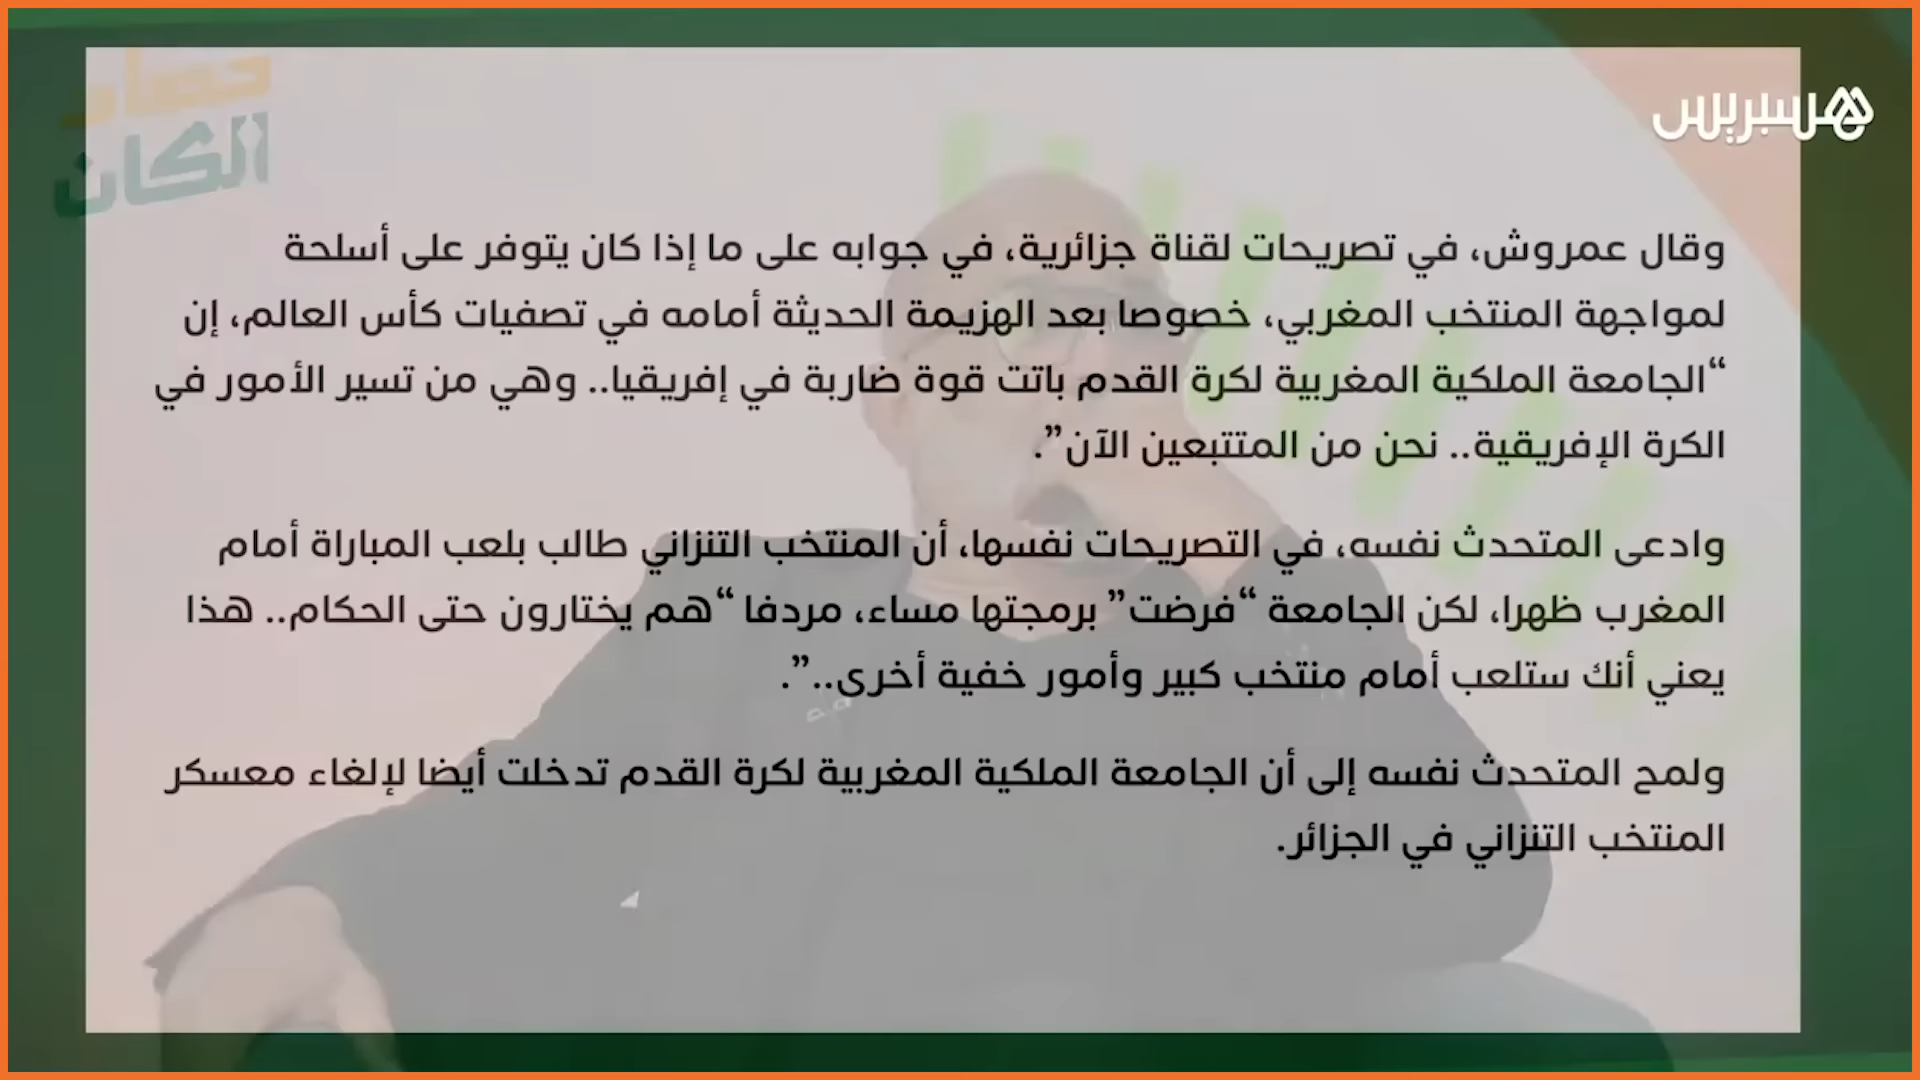 حصاد
الكان
هسبريس
وقال عمروش، في تصريحات لقناة جزائرية، في جوابه على ما إذا كان يتوفر على أسلحة
لمواجهة المنتخب المغربي، خصوصا بعد الهزيمة الحديثة أمامه في تصفيات كأس العالم، إن
“الجامعة الملكية المغربية لكرة القدم باتت قوة ضاربة في إفريقيا.. وهي من تسير الأمور في
الكرة الإفريقية.. نحن من المتتبعين الآن”.
وادعى المتحدث نفسه، في التصريحات نفسها، أن المنتخب التنزاني طالب بلعب المباراة أمام
المغرب ظهرا، لكن الجامعة “فرضت” برمجتها مساء، مردفا “هم يختارون حتى الحكام.. هذا
يعني أنك ستلعب أمام منتخب كبير وأمور خفية أخرى..”.
ولمح المتحدث نفسه إلى أن الجامعة الملكية المغربية لكرة القدم تدخلت أيضا لإلغاء معسكر
المنتخب التنزاني في الجزائر.